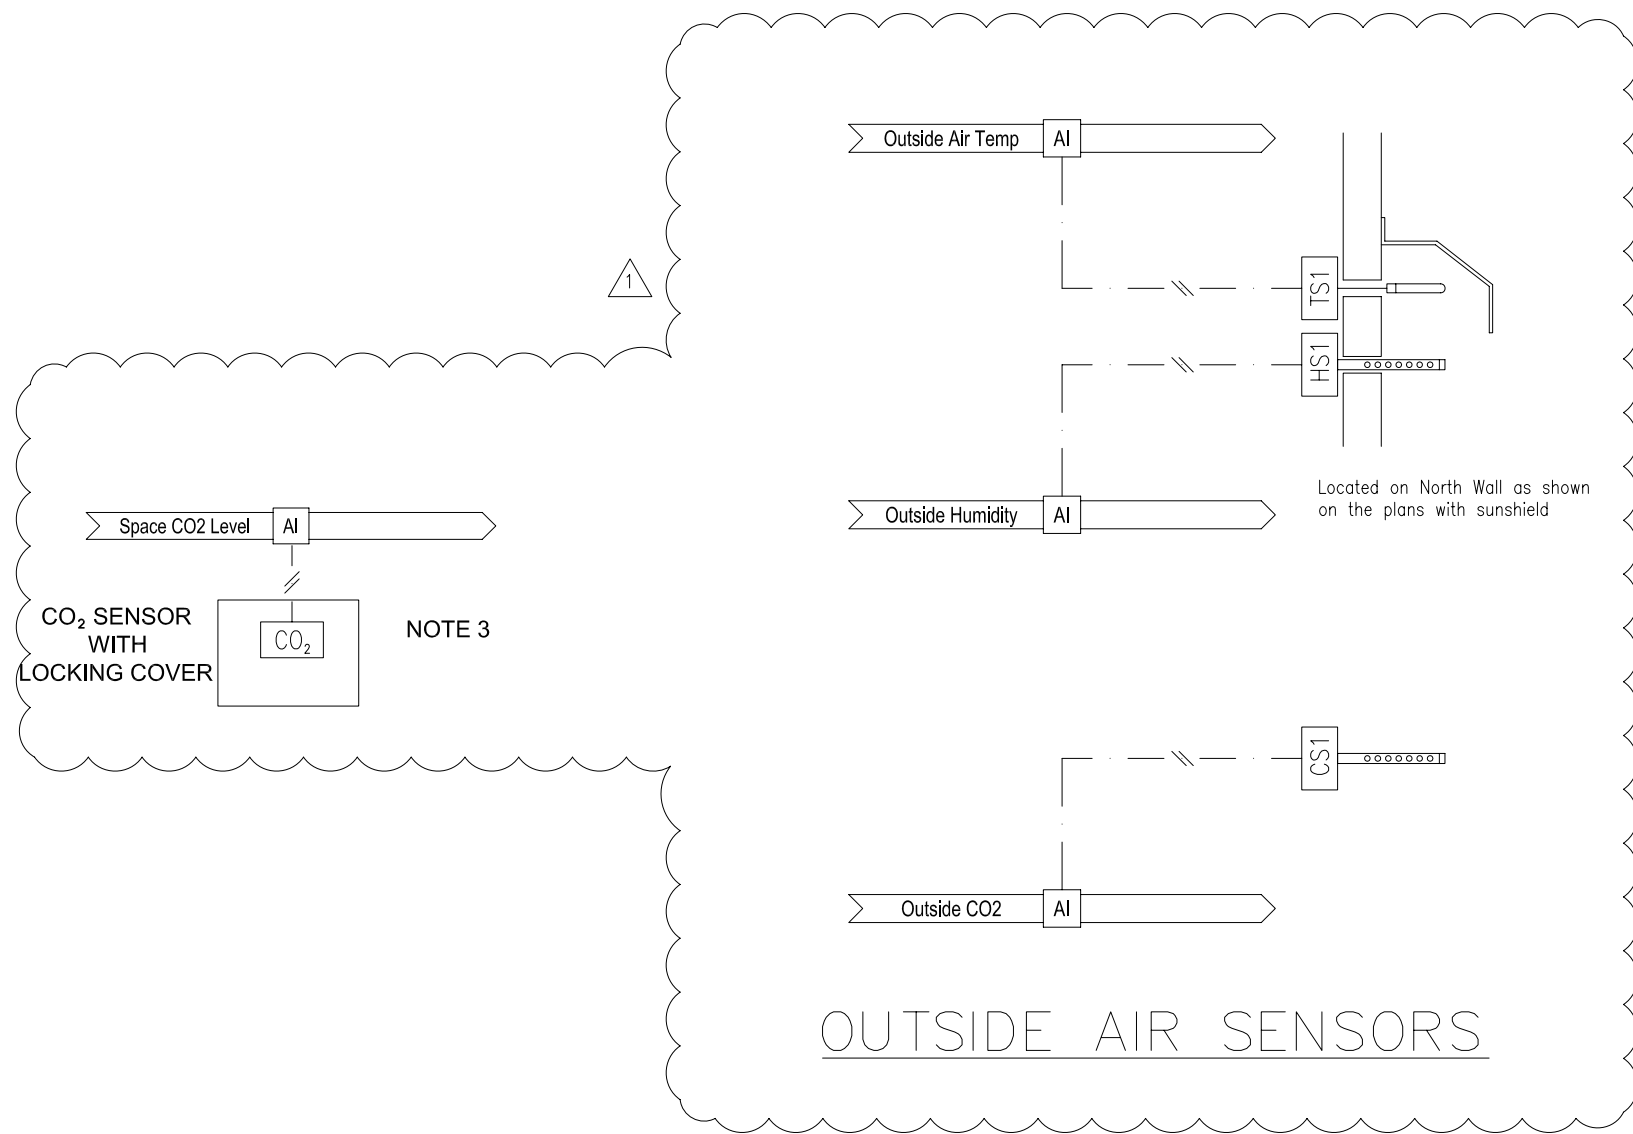 Outside Air Temp AI
1
TS1
HS1
Located on North Wall as shown
on the plans with sunshield
Outside Humidity AI
Space CO2 Level AI
CO₂ SENSOR
WITH
LOCKING COVER
CO₂
NOTE 3
CS1
Outside CO2 AI
OUTSIDE AIR SENSORS